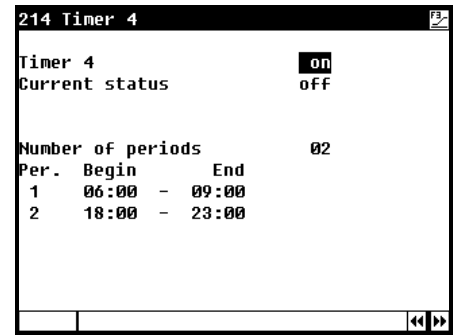 214 Timer 4 F3
Timer 4 on
Current status off
Number of periods 02
Per. Begin End
1 06:00 - 09:00
2 18:00 - 23:00